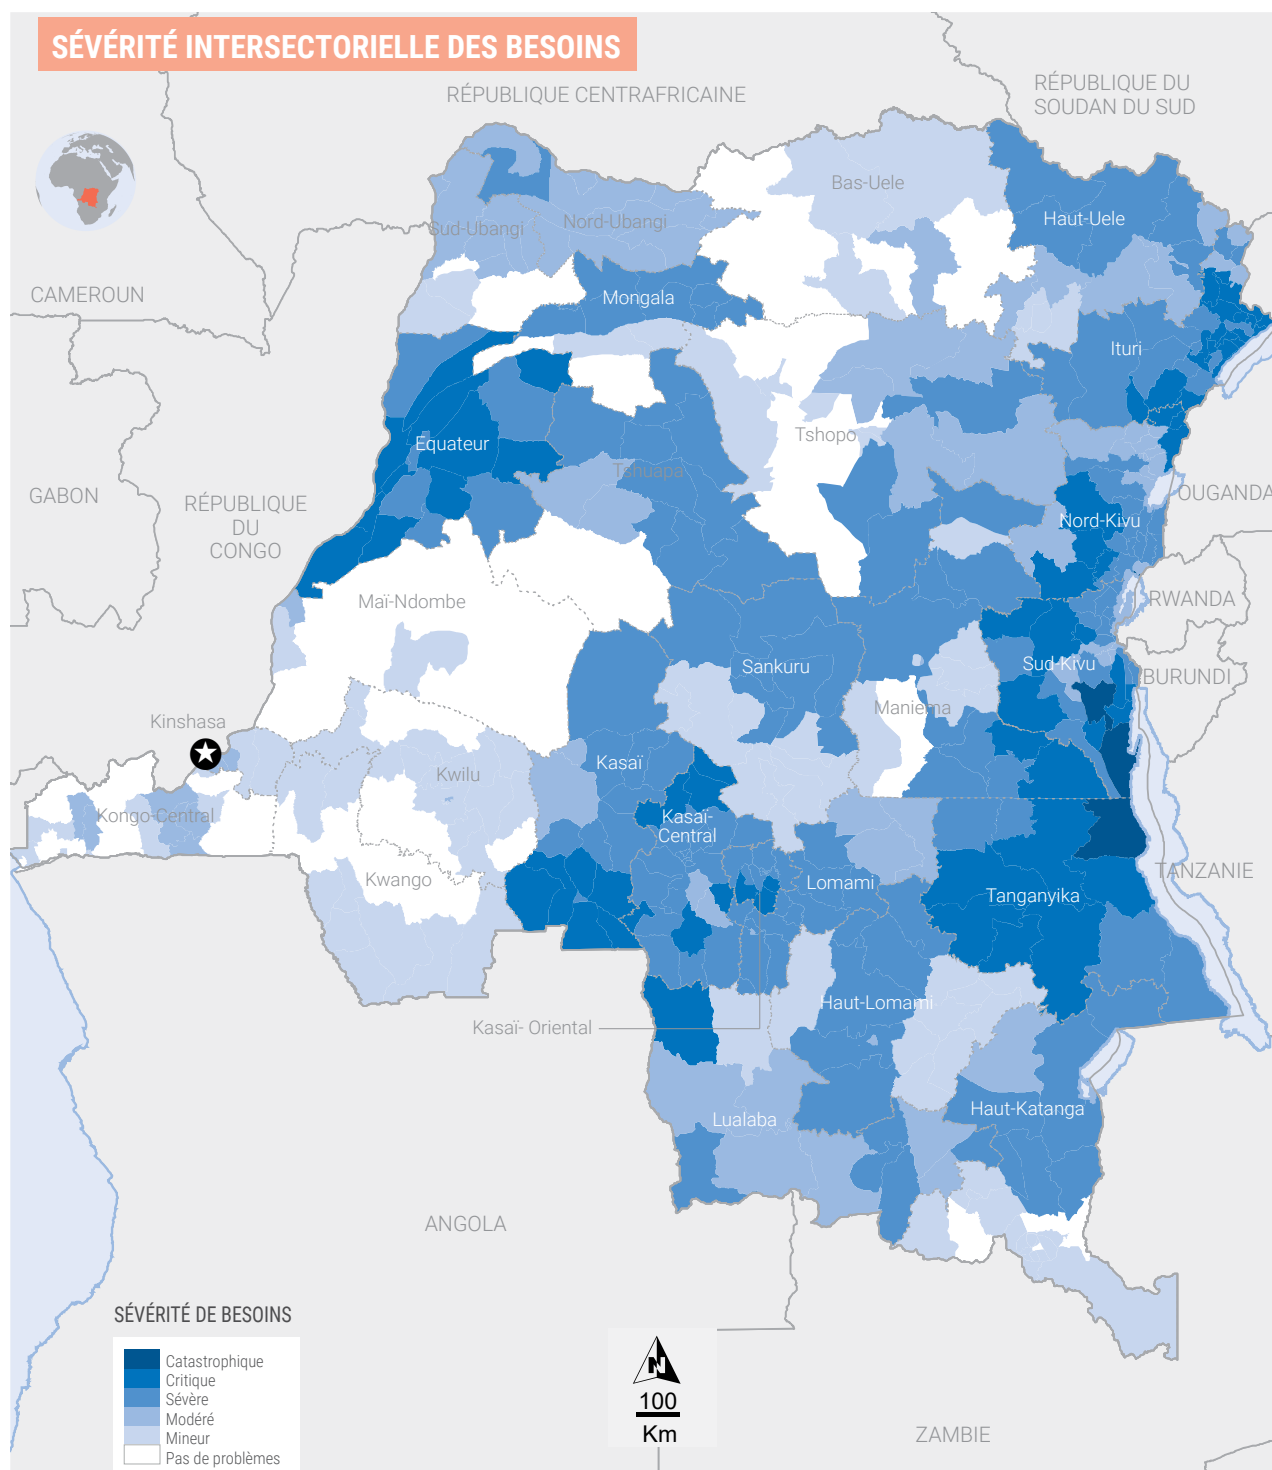 SÉVÉRITÉ INTERSECTORIELLE DES BESOINS
RÉPUBLIQUE CENTRAFRICAINE
RÉPUBLIQUE DU
SOUDAN DU SUD
Bas-Uele
Haut-Uele
Sud-Ubangi
Nord-Ubangi
CAMEROUN
Mongala
Ituri
Equateur
Tshopo
Tshuapa
GABON
RÉPUBLIQUE
DU
CONGO
OUGANDA
Nord-Kivu
Maï-Ndombe
RWANDA
Sankuru
Sud-Kivu
BURUNDI
Maniema
Kinshasa
Kasaï
Kwilu
Kongo-Central
Kasaï-
Central
TANZANIE
Kwango
Lomami
Tanganyika
Haut-Lomami
Kasaï- Oriental
Lualaba
Haut-Katanga
ANGOLA
SÉVÉRITÉ DE BESOINS
Catastrophique
Critique
Sévère
Modéré
Mineur
Pas de problèmes
N
100
Km
ZAMBIE